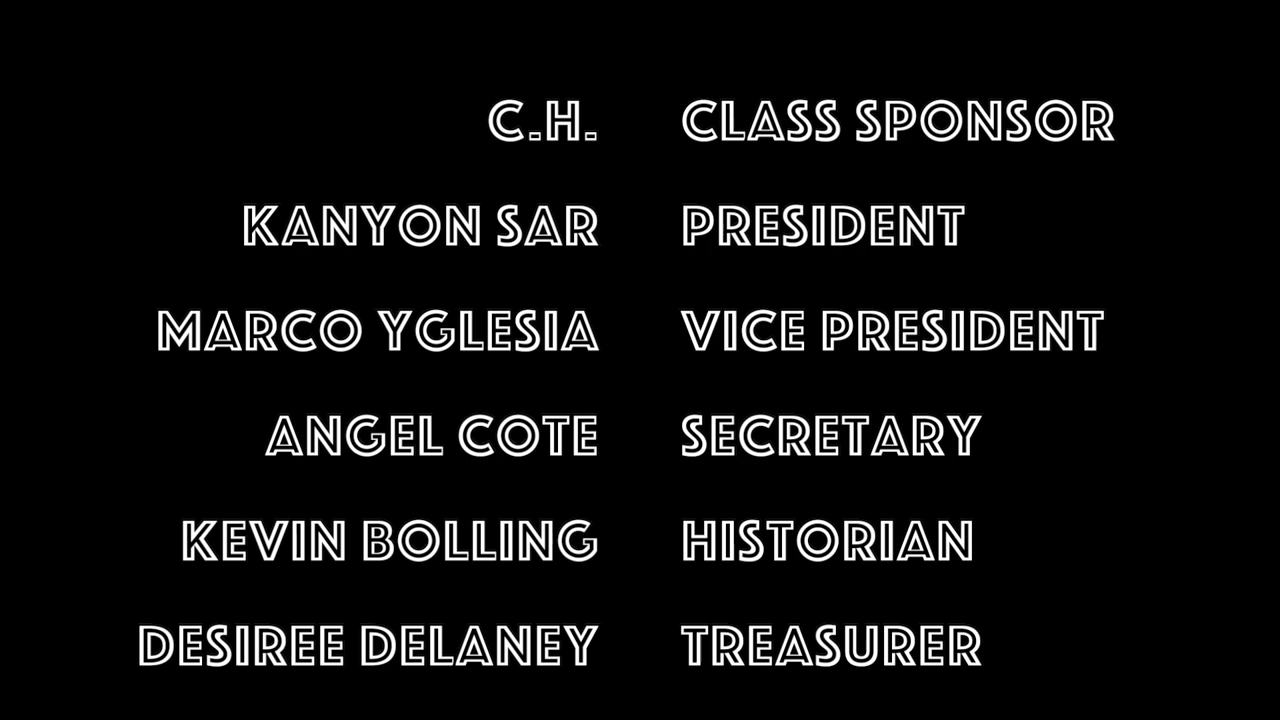 C.H. CLASS SPONSOR
KANYON SAR PRESIDENT
MARCO YGLESIA VICE PRESIDENT
ANGEL COTE SECRETARY
KEVIN BOLLING HISTORIAN
DESIREE DELANEY TREASURER